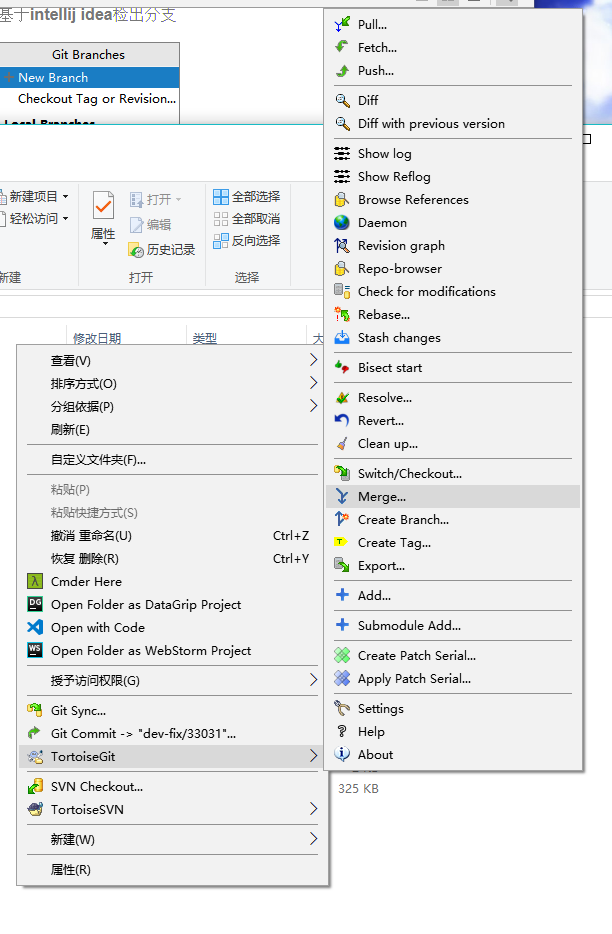 基于intellij idea检出分支
Git Branches
New Branch
Checkout Tag or Revision...
Local Branches
新建项目
轻松访问
新建
属性
打开
编辑
历史记录
打开
全部选择
全部取消
反向选择
选择
修改日期
类型
大
查看(V)
排序方式(O)
分组依据(P)
刷新(E)
自定义文件夹(F)...
粘贴(P)
粘贴快捷方式(S)
撤消 重命名(U) Ctrl+Z
恢复 删除(R) Ctrl+Y
Cmder Here
Open Folder as DataGrip Project
Open with Code
Open Folder as WebStorm Project
授予访问权限(G)
Git Sync...
Git Commit -> "dev-fix/33031"...
TortoiseGit
SVN Checkout...
TortoiseSVN
新建(W)
属性(R)
Pull...
Fetch...
Push...
Diff
Diff with previous version
Show log
Show Reflog
Browse References
Daemon
Revision graph
Repo-browser
Check for modifications
Rebase...
Stash changes
Bisect start
Resolve...
Revert...
Clean up...
Switch/Checkout...
Merge...
Create Branch...
Create Tag...
Export...
Add...
Submodule Add...
Create Patch Serial...
Apply Patch Serial...
Settings
Help
About
325 KB